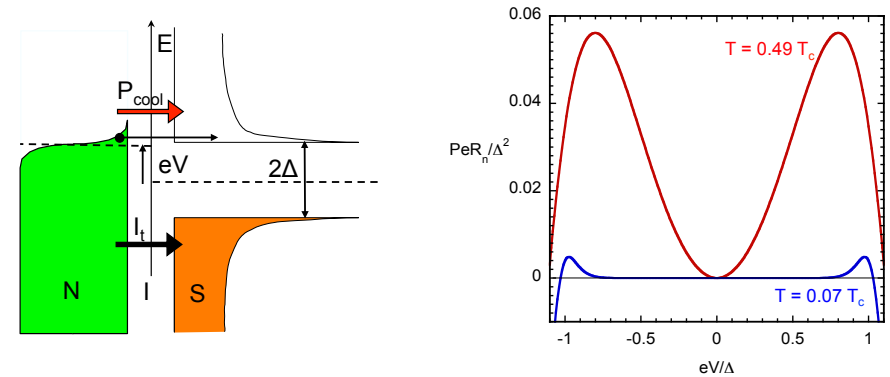 E
P_cool
eV
2Δ
I_t
N
I
S
0.06
0.04
0.02
0
PeR_n/Δ^2
T = 0.49 T_c
T = 0.07 T_c
-1
-0.5
0
0.5
1
eV/Δ